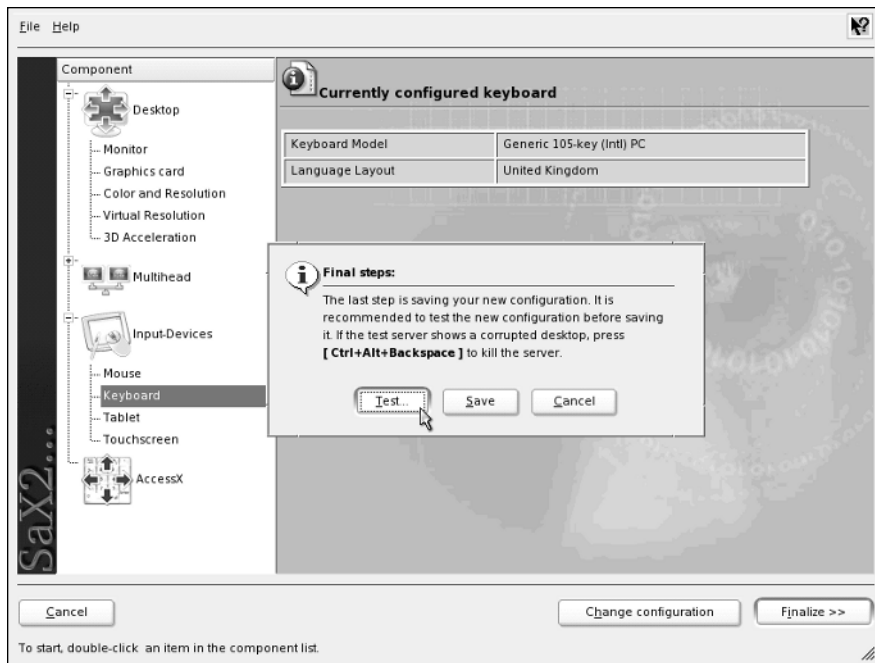 File Help
Component
Desktop
Monitor
Graphics card
Color and Resolution
Virtual Resolution
3D Acceleration
Multihead
Input-Devices
Mouse
Keyboard
Tablet
Touchscreen
AccessX
SaX2...
Currently configured keyboard
Keyboard Model Generic 105-key (Intl) PC
Language Layout United Kingdom
Final steps:
The last step is saving your new configuration. It is
recommended to test the new configuration before saving
it. If the test server shows a corrupted desktop, press
[ Ctrl+Alt+Backspace ] to kill the server.
Test... Save Cancel
Cancel Change configuration Finalize >>
To start, double-click an item in the component list.